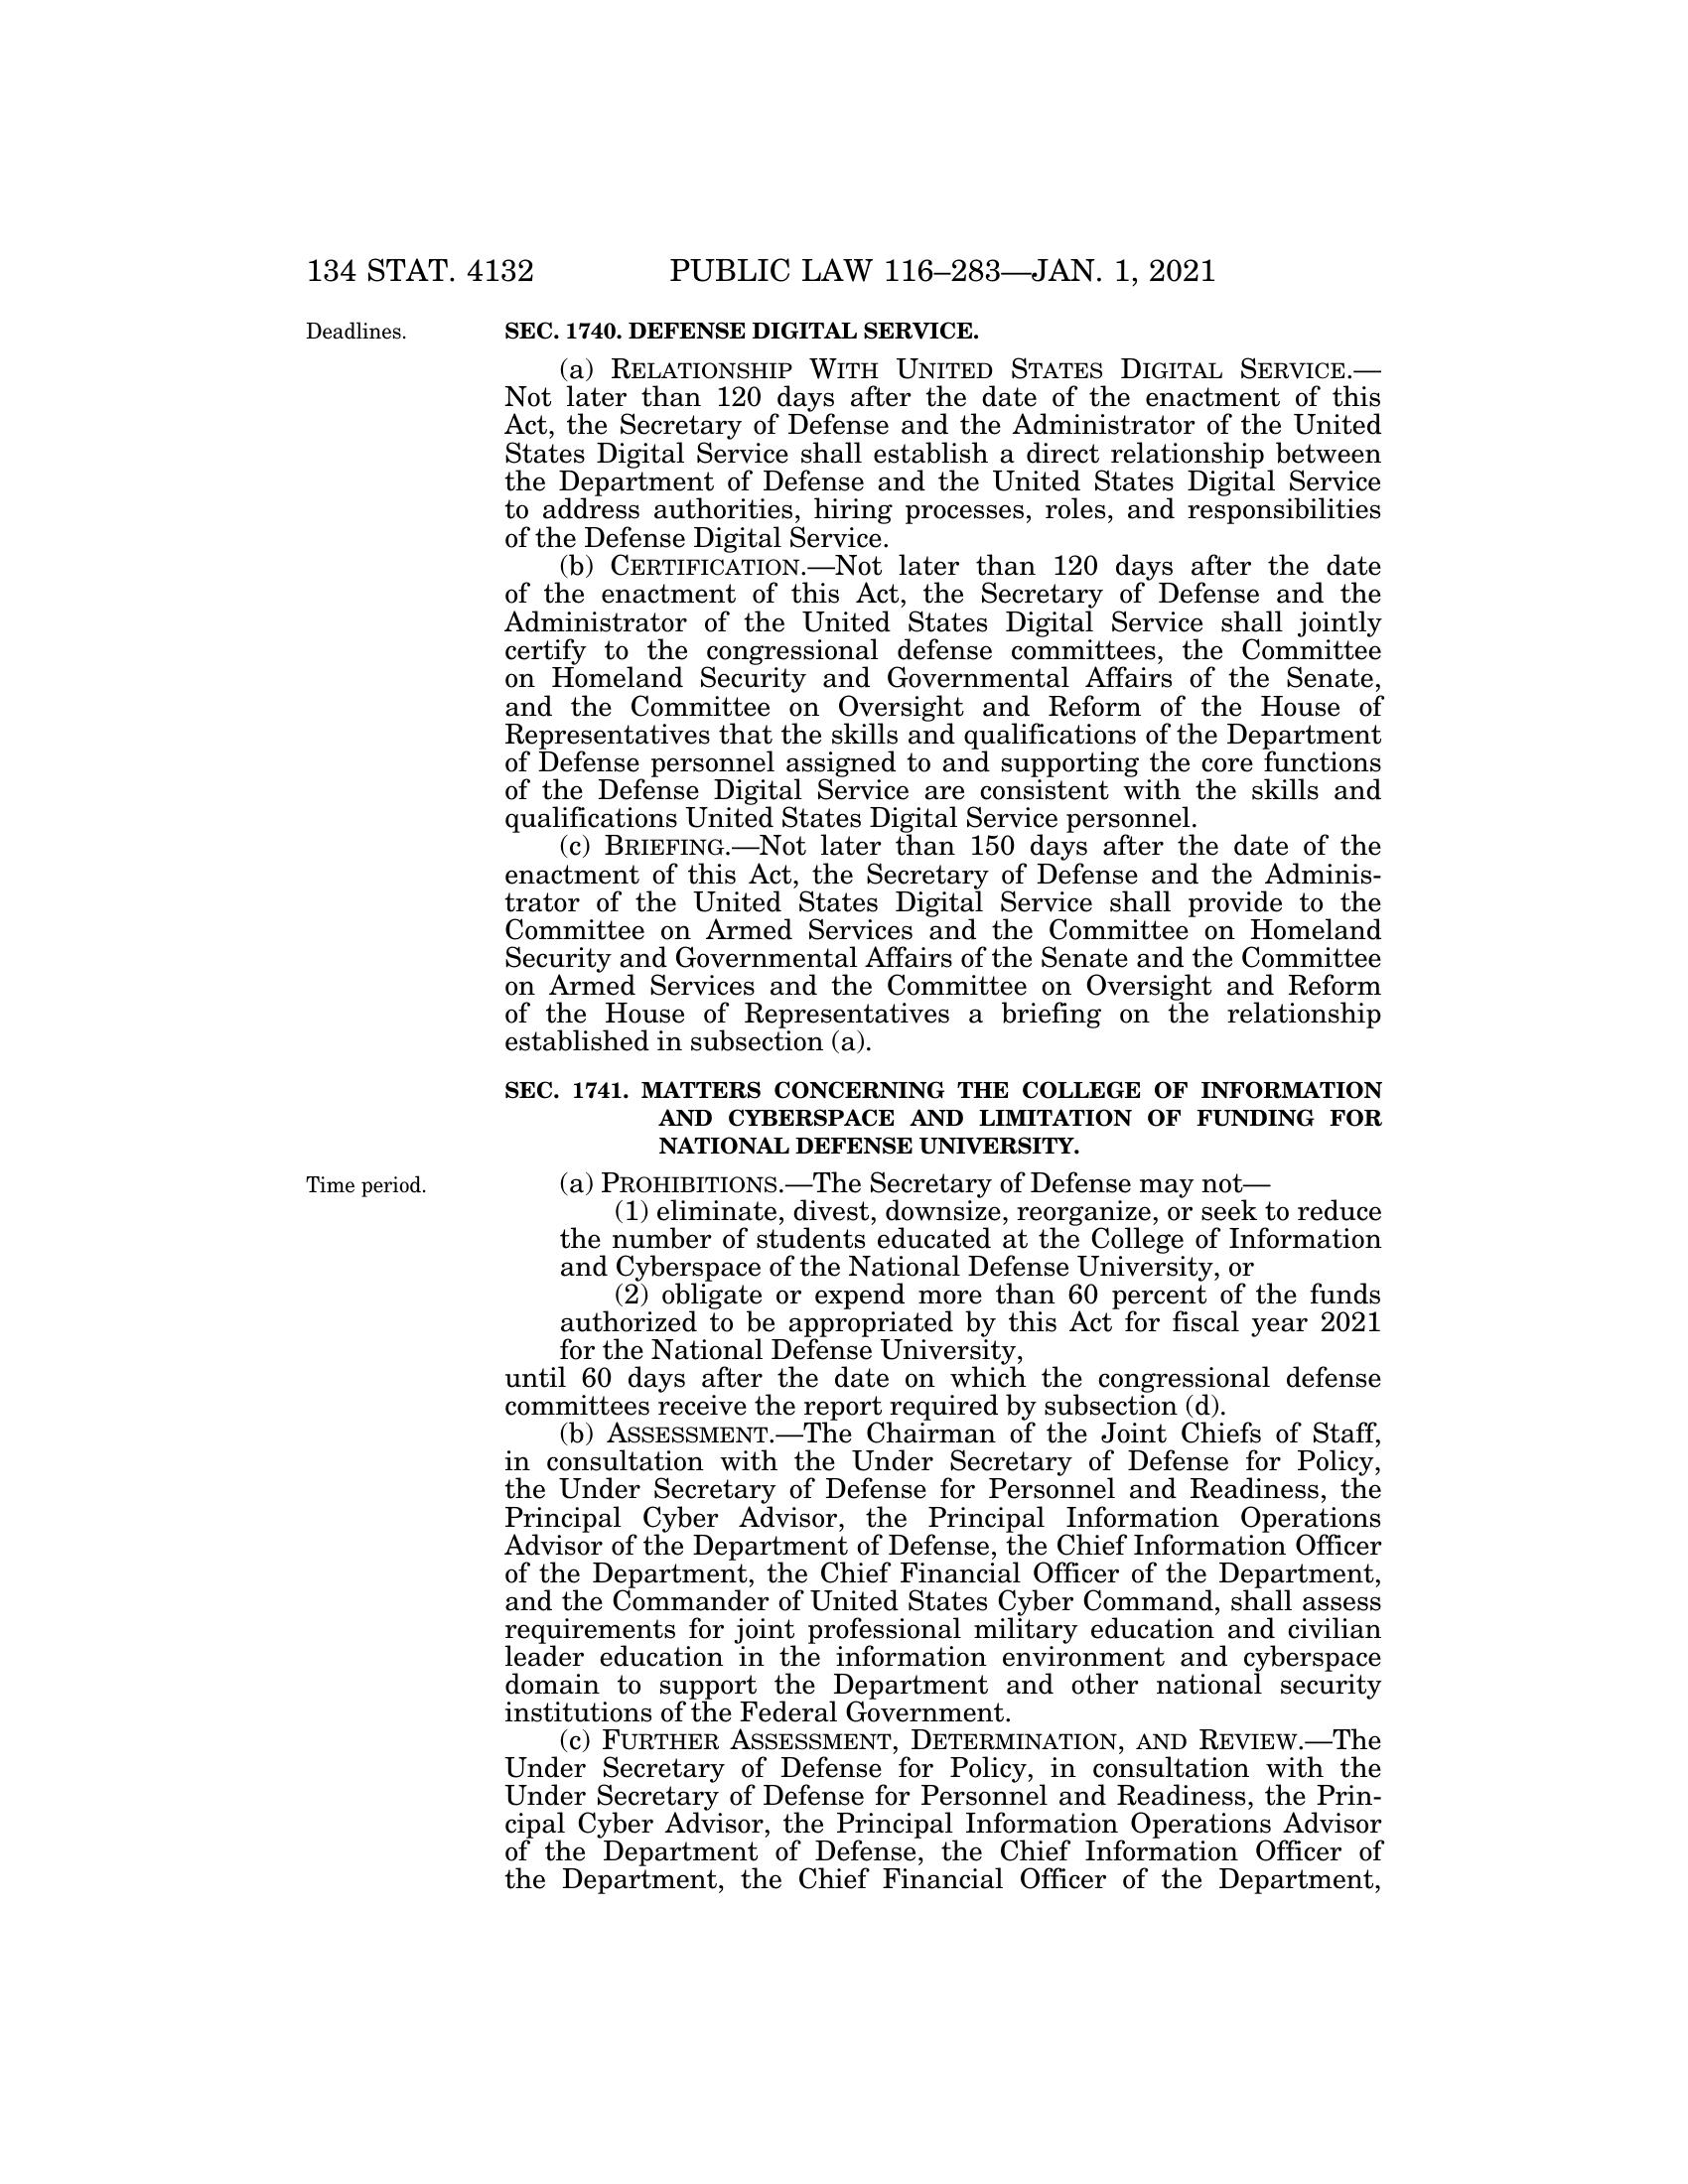 134 STAT. 4132 PUBLIC LAW 116–283—JAN. 1, 2021
Deadlines.
SEC. 1740. DEFENSE DIGITAL SERVICE.
(a) RELATIONSHIP WITH UNITED STATES DIGITAL SERVICE.—
Not later than 120 days after the date of the enactment of this
Act, the Secretary of Defense and the Administrator of the United
States Digital Service shall establish a direct relationship between
the Department of Defense and the United States Digital Service
to address authorities, hiring processes, roles, and responsibilities
of the Defense Digital Service.
(b) CERTIFICATION.—Not later than 120 days after the date
of the enactment of this Act, the Secretary of Defense and the
Administrator of the United States Digital Service shall jointly
certify to the congressional defense committees, the Committee
on Homeland Security and Governmental Affairs of the Senate,
and the Committee on Oversight and Reform of the House of
Representatives that the skills and qualifications of the Department
of Defense personnel assigned to and supporting the core functions
of the Defense Digital Service are consistent with the skills and
qualifications United States Digital Service personnel.
(c) BRIEFING.—Not later than 150 days after the date of the
enactment of this Act, the Secretary of Defense and the Adminis-
trator of the United States Digital Service shall provide to the
Committee on Armed Services and the Committee on Homeland
Security and Governmental Affairs of the Senate and the Committee
on Armed Services and the Committee on Oversight and Reform
of the House of Representatives a briefing on the relationship
established in subsection (a).
SEC. 1741. MATTERS CONCERNING THE COLLEGE OF INFORMATION
AND CYBERSPACE AND LIMITATION OF FUNDING FOR
NATIONAL DEFENSE UNIVERSITY.
Time period.
(a) PROHIBITIONS.—The Secretary of Defense may not—
(1) eliminate, divest, downsize, reorganize, or seek to reduce
the number of students educated at the College of Information
and Cyberspace of the National Defense University, or
(2) obligate or expend more than 60 percent of the funds
authorized to be appropriated by this Act for fiscal year 2021
for the National Defense University,
until 60 days after the date on which the congressional defense
committees receive the report required by subsection (d).
(b) ASSESSMENT.—The Chairman of the Joint Chiefs of Staff,
in consultation with the Under Secretary of Defense for Policy,
the Under Secretary of Defense for Personnel and Readiness, the
Principal Cyber Advisor, the Principal Information Operations
Advisor of the Department of Defense, the Chief Information Officer
of the Department, the Chief Financial Officer of the Department,
and the Commander of United States Cyber Command, shall assess
requirements for joint professional military education and civilian
leader education in the information environment and cyberspace
domain to support the Department and other national security
institutions of the Federal Government.
(c) FURTHER ASSESSMENT, DETERMINATION, AND REVIEW.—The
Under Secretary of Defense for Policy, in consultation with the
Under Secretary of Defense for Personnel and Readiness, the Prin-
cipal Cyber Advisor, the Principal Information Operations Advisor
of the Department of Defense, the Chief Information Officer of
the Department, the Chief Financial Officer of the Department,